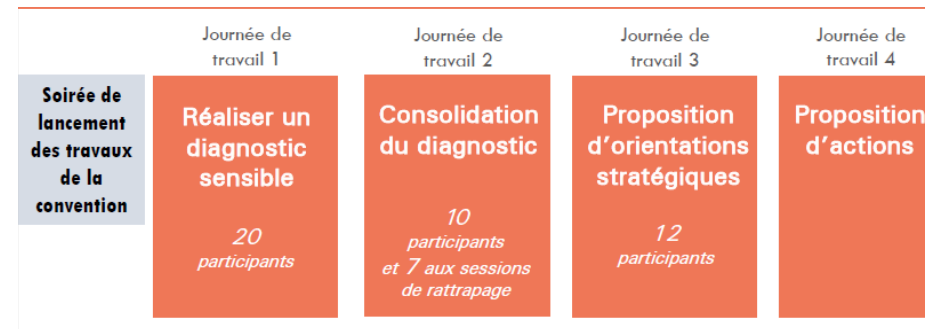 Journée de
travail 1
Journée de
travail 2
Journée de
travail 3
Journée de
travail 4
Soirée de
lancement
des travaux
de la
convention
Réaliser un
diagnostic
sensible
20
participants
Consolidation
du diagnostic
10
participants
et 7 aux sessions
de rattrapage
Proposition
d'orientations
stratégiques
12
participants
Proposition
d'actions